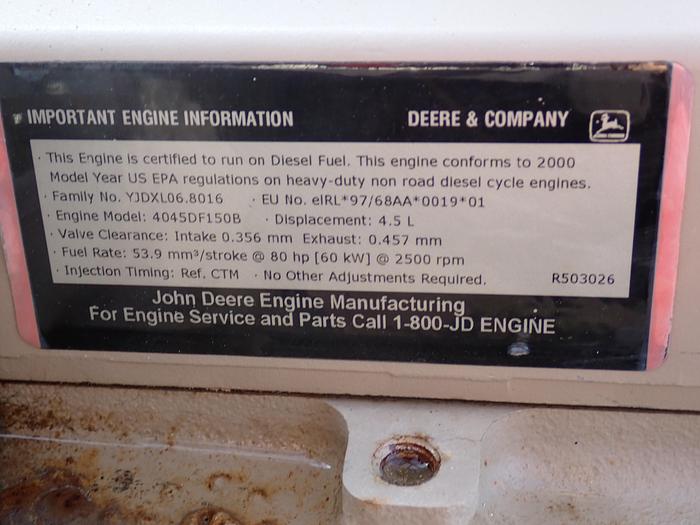 IMPORTANT ENGINE INFORMATION DEERE & COMPANY
· This Engine is certified to run on Diesel Fuel. This engine conforms to 2000
Model Year US EPA regulations on heavy-duty non road diesel cycle engines.
· Family No. YJDXL06.8016 · EU No. eIRL*97/68AA*0019*01
· Engine Model: 4045DF150B · Displacement: 4.5 L
· Valve Clearance: Intake 0.356 mm Exhaust: 0.457 mm
· Fuel Rate: 53.9 mm³/stroke @ 80 hp [60 kW] @ 2500 rpm
· Injection Timing: Ref. CTM · No Other Adjustments Required. R503026
John Deere Engine Manufacturing
For Engine Service and Parts Call 1-800-JD ENGINE